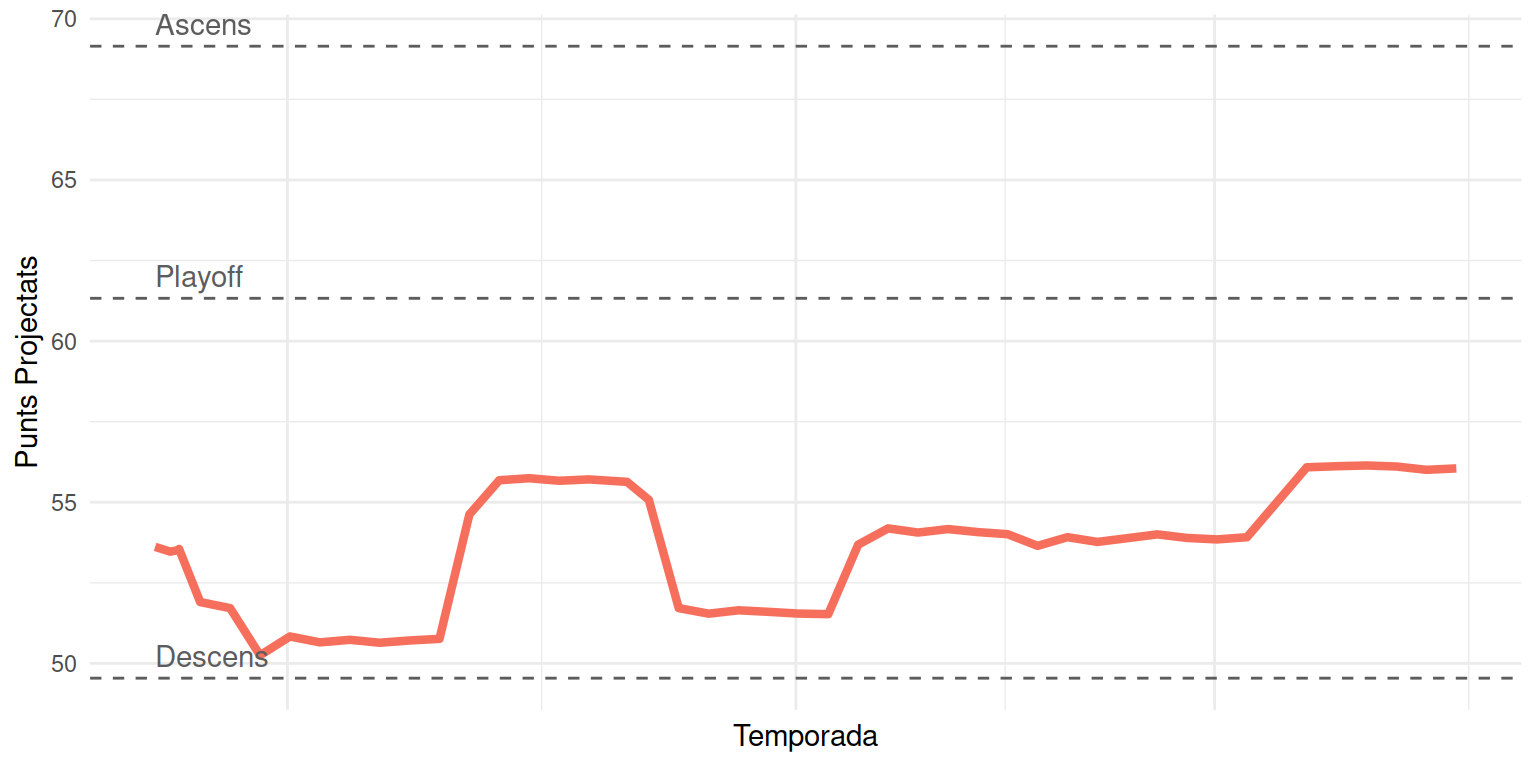 70
Ascens
65
Playoff
60
Punts Projectats
55
Descens
50
Temporada